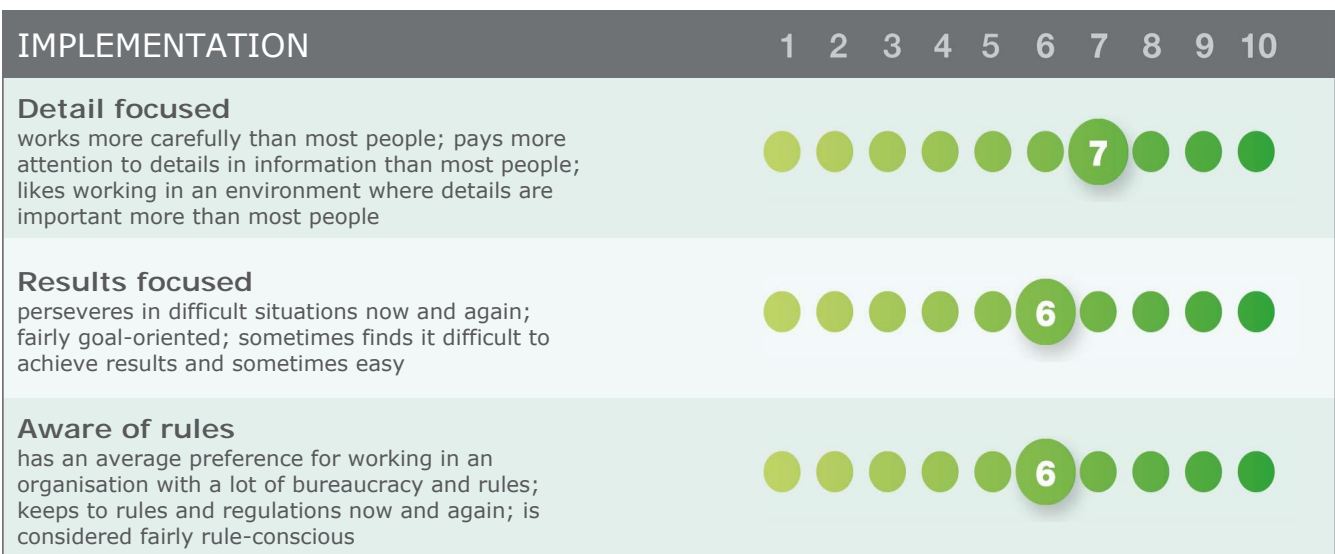 IMPLEMENTATION 1 2 3 4 5 6 7 8 9 10
Detail focused
works more carefully than most people; pays more
attention to details in information than most people;
likes working in an environment where details are
important more than most people
7
Results focused
perseveres in difficult situations now and again;
fairly goal-oriented; sometimes finds it difficult to
achieve results and sometimes easy
6
Aware of rules
has an average preference for working in an
organisation with a lot of bureaucracy and rules;
keeps to rules and regulations now and again; is
considered fairly rule-conscious
6